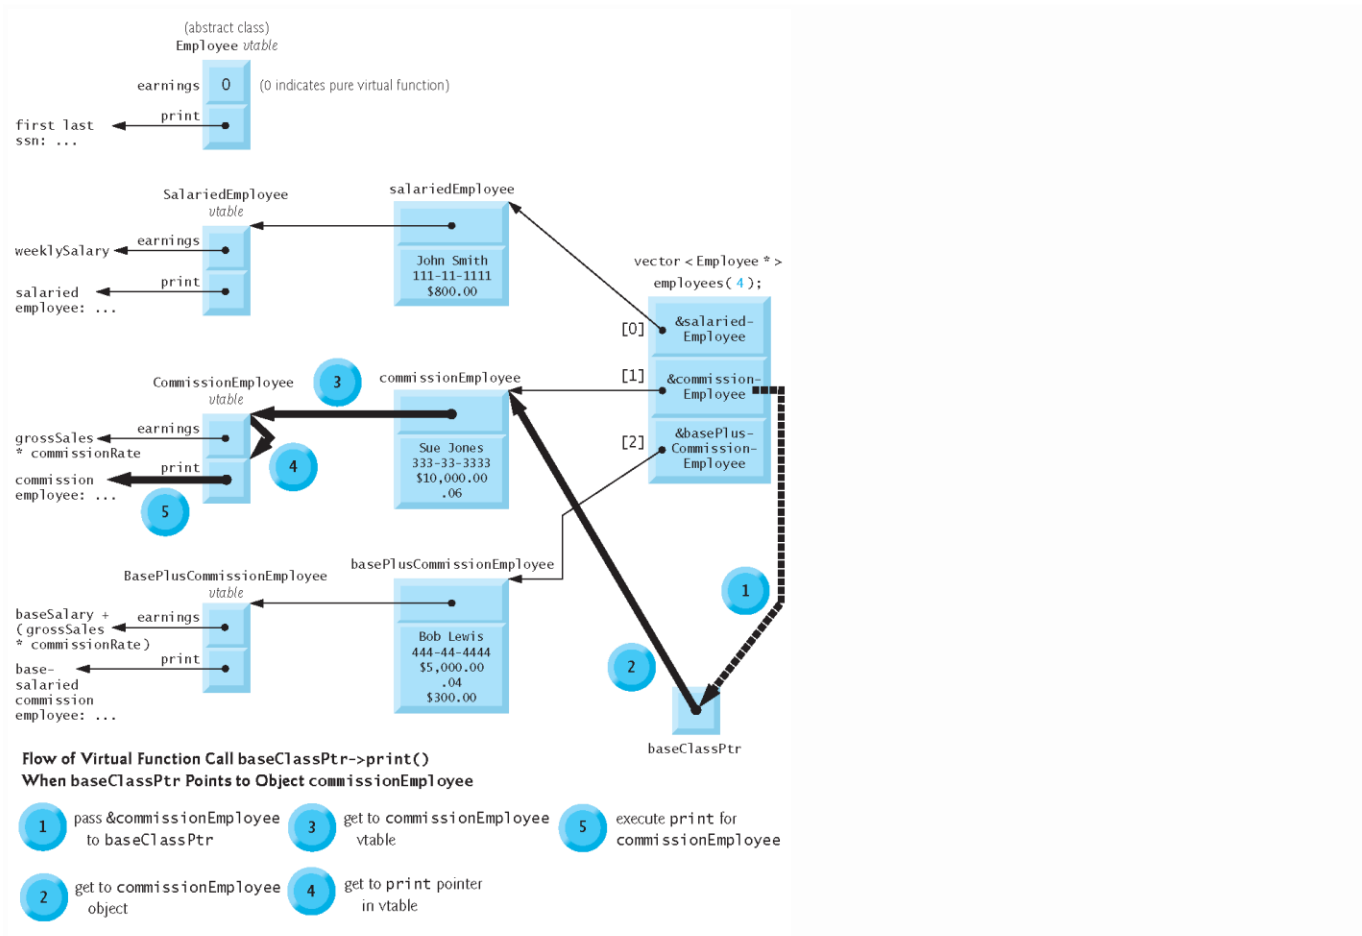 (abstract class)
Employee vtable
earnings
0
(0 indicates pure virtual function)
print
first last
ssn: ...
SalariedEmployee
vtable
earnings
weeklySalary
print
salaried
employee: ...
salariedEmployee
John Smith
111-11-1111
$800.00
vector < Employee * >
employees( 4 );
[0]
&salaried-
Employee
[1]
&commission-
Employee
[2]
&basePlus-
Commission-
Employee
CommissionEmployee
vtable
3
earnings
grossSales
* commissionRate
print
4
commission
employee: ...
5
commissionEmployee
Sue Jones
333-33-3333
$10,000.00
.06
BasePlusCommissionEmployee
vtable
baseSalary +
(grossSales
* commissionRate)
earnings
print
base-
salaried
commission
employee: ...
basePlusCommissionEmployee
Bob Lewis
444-44-4444
$5,000.00
.04
$300.00
1
2
baseClassPtr
Flow of Virtual Function Call baseClassPtr->print()
When baseClassPtr Points to Object commissionEmployee
1
pass &commissionEmployee
to baseClassPtr
2
get to commissionEmployee
object
3
get to commissionEmployee
vtable
4
get to print pointer
in vtable
5
execute print for
commissionEmployee